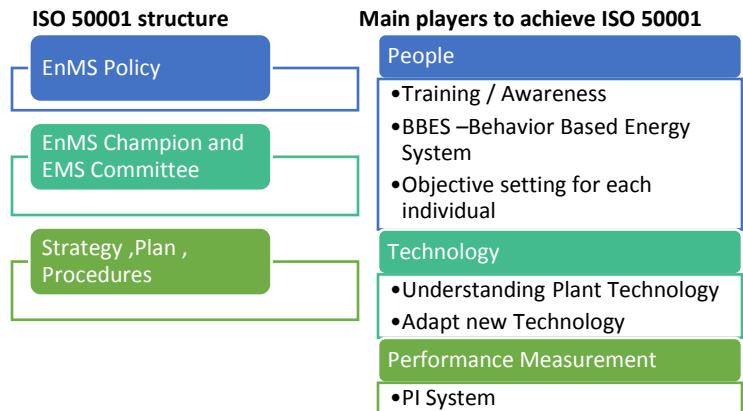 ISO 50001 structure
EnMS Policy
EnMS Champion and
EMS Committee
Strategy ,Plan ,
Procedures
Main players to achieve ISO 50001
People
•Training / Awareness
•BBES –Behavior Based Energy
System
•Objective setting for each
individual
Technology
•Understanding Plant Technology
•Adapt new Technology
Performance Measurement
•PI System